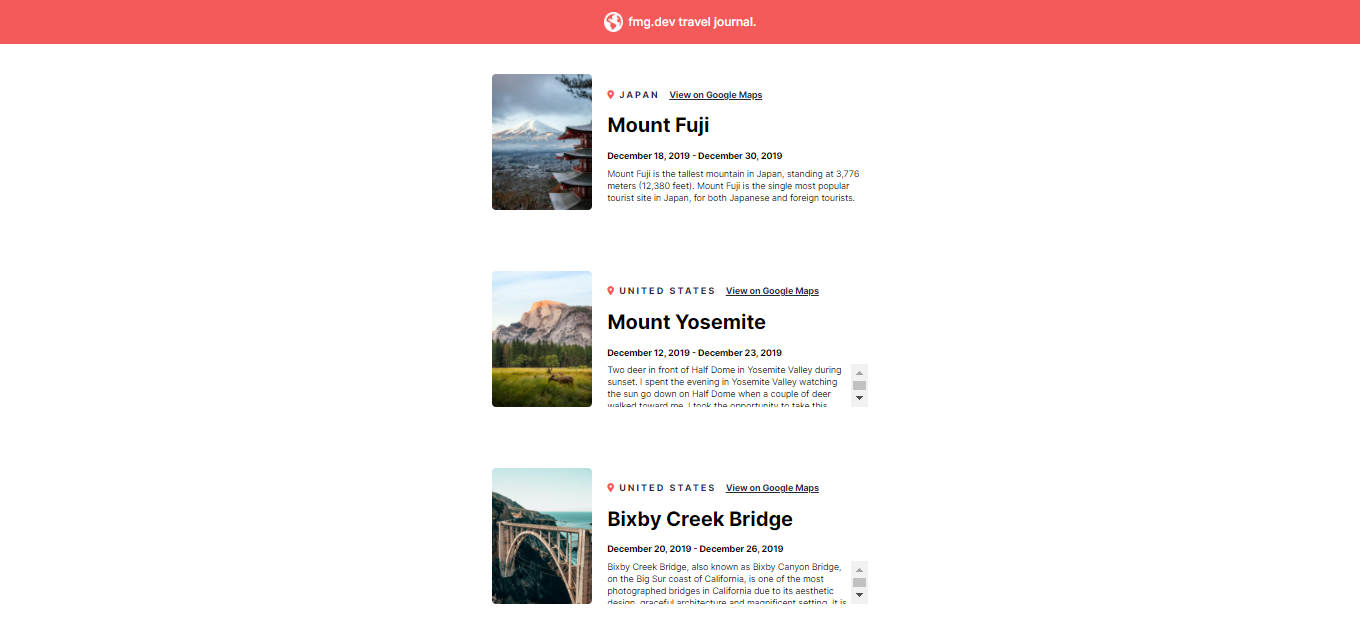 fmg.dev travel journal.
JAPAN View on Google Maps
Mount Fuji
December 18, 2019 - December 30, 2019
Mount Fuji is the tallest mountain in Japan, standing at 3,776
meters (12,380 feet). Mount Fuji is the single most popular
tourist site in Japan, for both Japanese and foreign tourists.
UNITED STATES View on Google Maps
Mount Yosemite
December 12, 2019 - December 23, 2019
Two deer in front of Half Dome in Yosemite Valley during
sunset. I spent the evening in Yosemite Valley watching
the sun go down on Half Dome when a couple of deer
walked toward me. I took the opportunity to take this
UNITED STATES View on Google Maps
Bixby Creek Bridge
December 20, 2019 - December 26, 2019
Bixby Creek Bridge, also known as Bixby Canyon Bridge,
on the Big Sur coast of California, is one of the most
photographed bridges in California due to its aesthetic
design, graceful architecture and magnificent setting. It is